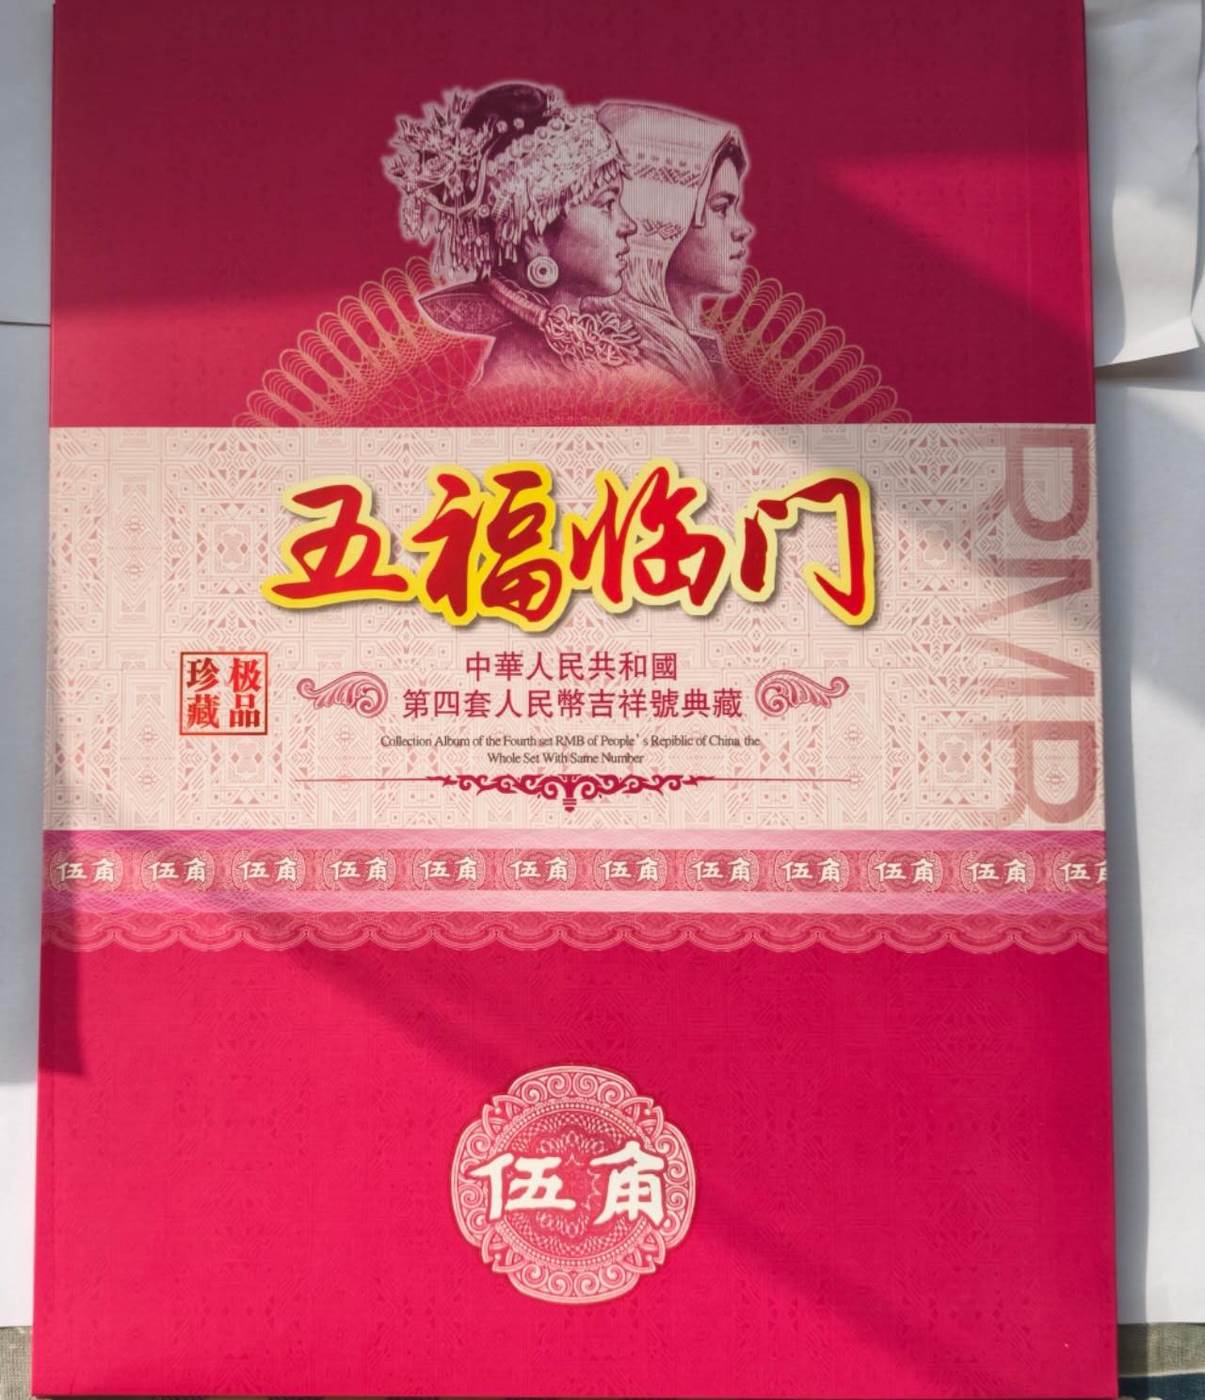 五福临门
极品
珍藏
中華人民共和國
第四套人民幣吉祥號典藏
Collection Album of the Fourth set RMB of People's Repiblic of China the
Whole Set With Same Number
RMB
伍角 伍角 伍角 伍角 伍角 伍角 伍角 伍角 伍角 伍角 伍角 伍角
伍角